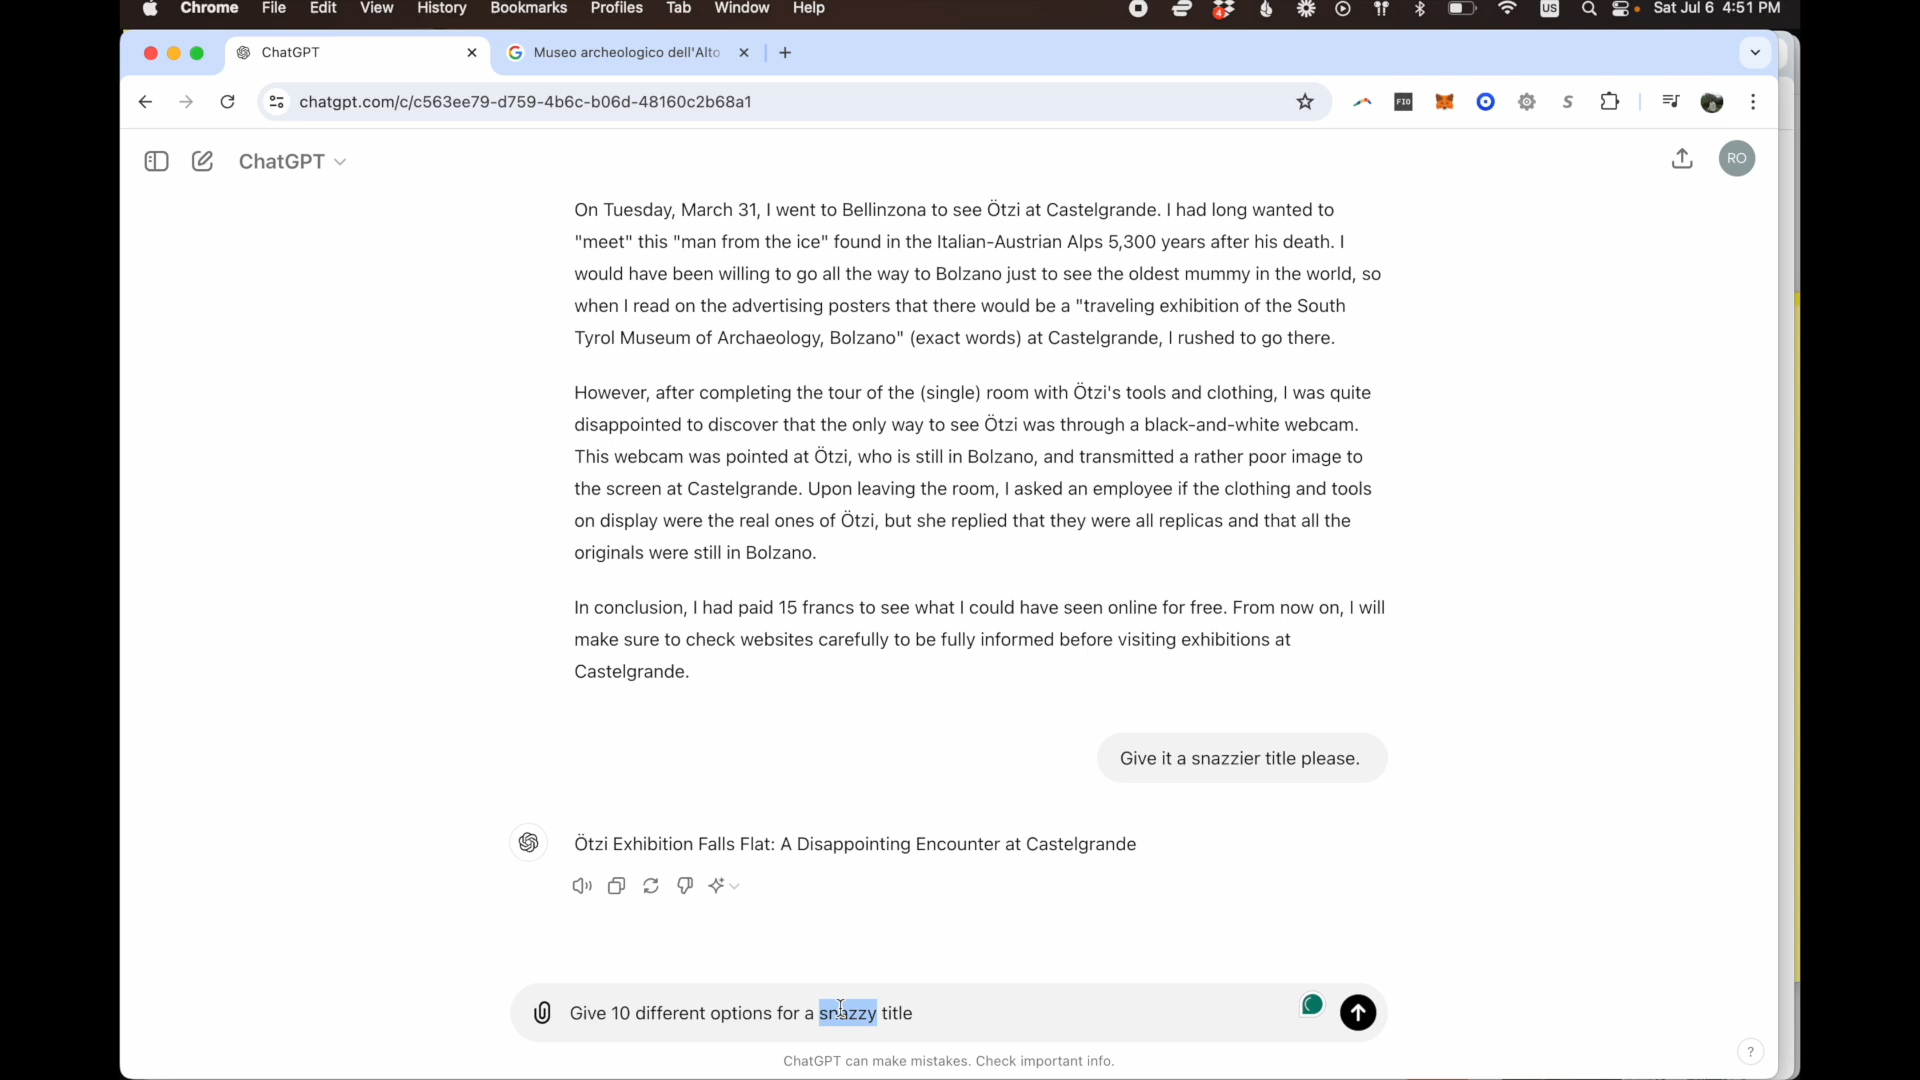 Chrome File Edit View History Bookmarks Profiles Tab Window Help
4
US
Sat Jul 6 4:51 PM
ChatGPT
Museo archeologico dell'Alto
chatgpt.com/c/c563ee79-d759-4b6c-b06d-48160c2b68a1
FIO
S
ChatGPT
RO
On Tuesday, March 31, I went to Bellinzona to see Ötzi at Castelgrande. I had long wanted to
"meet" this "man from the ice" found in the Italian-Austrian Alps 5,300 years after his death. I
would have been willing to go all the way to Bolzano just to see the oldest mummy in the world, so
when I read on the advertising posters that there would be a "traveling exhibition of the South
Tyrol Museum of Archaeology, Bolzano" (exact words) at Castelgrande, I rushed to go there.
However, after completing the tour of the (single) room with Ötzi's tools and clothing, I was quite
disappointed to discover that the only way to see Ötzi was through a black-and-white webcam.
This webcam was pointed at Ötzi, who is still in Bolzano, and transmitted a rather poor image to
the screen at Castelgrande. Upon leaving the room, I asked an employee if the clothing and tools
on display were the real ones of Ötzi, but she replied that they were all replicas and that all the
originals were still in Bolzano.
In conclusion, I had paid 15 francs to see what I could have seen online for free. From now on, I will
make sure to check websites carefully to be fully informed before visiting exhibitions at
Castelgrande.
Give it a snazzier title please.
Ötzi Exhibition Falls Flat: A Disappointing Encounter at Castelgrande
Give 10 different options for a snazzy title
ChatGPT can make mistakes. Check important info.
?